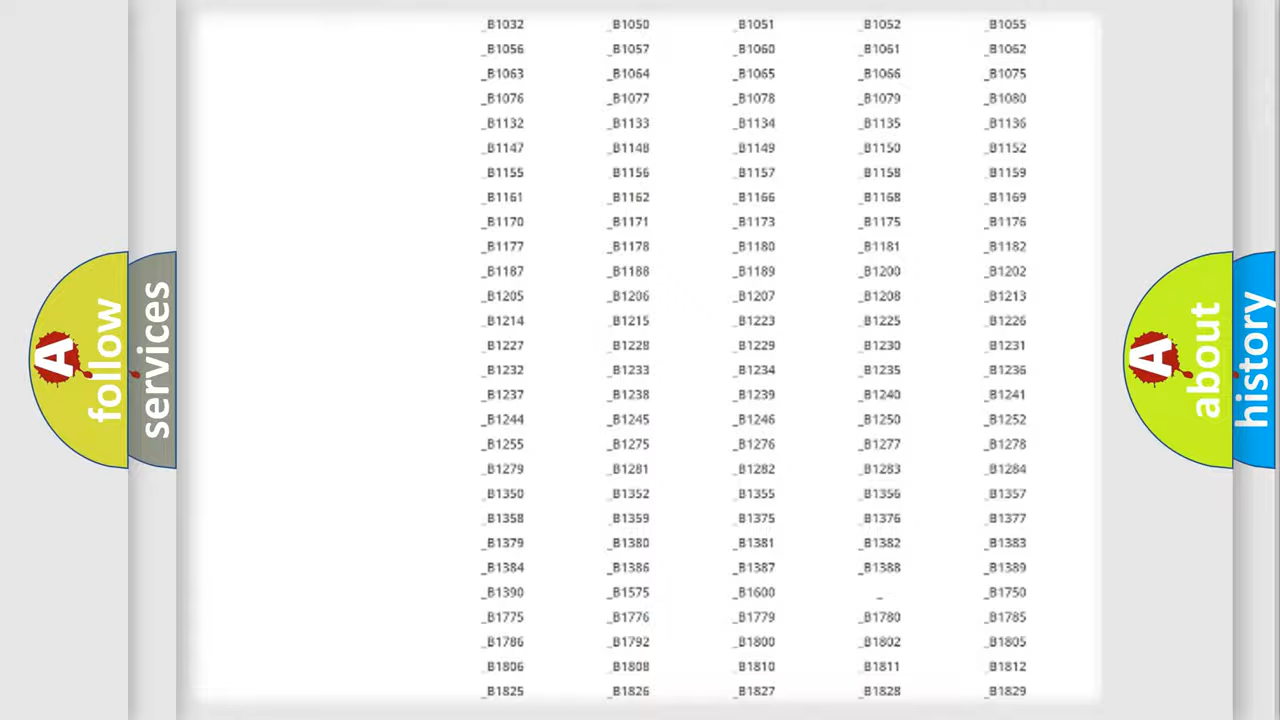 _B1032 _B1050 _B1051 _B1052 _B1055
_B1056 _B1057 _B1060 _B1061 _B1062
_B1063 _B1064 _B1065 _B1066 _B1075
_B1076 _B1077 _B1078 _B1079 _B1080
_B1132 _B1133 _B1134 _B1135 _B1136
_B1147 _B1148 _B1149 _B1150 _B1152
_B1155 _B1156 _B1157 _B1158 _B1159
_B1161 _B1162 _B1166 _B1168 _B1169
_B1170 _B1171 _B1173 _B1175 _B1176
_B1177 _B1178 _B1180 _B1181 _B1182
_B1187 _B1188 _B1189 _B1200 _B1202
_B1205 _B1206 _B1207 _B1208 _B1213
_B1214 _B1215 _B1223 _B1225 _B1226
_B1227 _B1228 _B1229 _B1230 _B1231
_B1232 _B1233 _B1234 _B1235 _B1236
_B1237 _B1238 _B1239 _B1240 _B1241
_B1244 _B1245 _B1246 _B1250 _B1252
_B1255 _B1275 _B1276 _B1277 _B1278
_B1279 _B1281 _B1282 _B1283 _B1284
_B1350 _B1352 _B1355 _B1356 _B1357
_B1358 _B1359 _B1375 _B1376 _B1377
_B1379 _B1380 _B1381 _B1382 _B1383
_B1384 _B1386 _B1387 _B1388 _B1389
_B1390 _B1575 _B1600 _ _B1750
_B1775 _B1776 _B1779 _B1780 _B1785
_B1786 _B1792 _B1800 _B1802 _B1805
_B1806 _B1808 _B1810 _B1811 _B1812
_B1825 _B1826 _B1827 _B1828 _B1829
A follow
services
A about
history